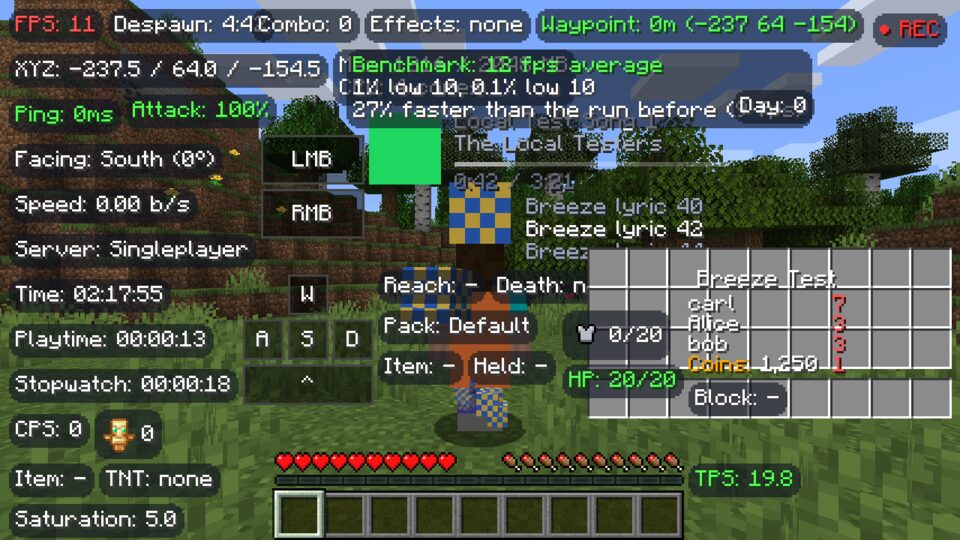 FPS: 11
Despawn: 4:4
Combo: 0
Effects: none
Waypoint: 0m (-237 64 -154)
• REC
XYZ: -237.5 / 64.0 / -154.5
Benchmark: 18 fps average
1% low 10, 0.1% low 10
27% faster than the run before (
Day: 0
Ping: 0ms
Attack: 100%
The Local Testers
0:42 / 3:21
Facing: South (0°)
LMB
Speed: 0.00 b/s
RMB
Breeze lyric 40
Breeze lyric 42
Breeze lyric
Server: Singleplayer
Time: 02:17:55
W
Reach: - Death: n
Breeze Test
carl 7
Alice 3
bob 3
Coins: 1,250 1
Playtime: 00:00:13
A S D
Pack: Default
0/20
Stopwatch: 00:00:18
^
Item: - Held: -
HP: 20/20
Block: -
CPS: 0
0
Item: - TNT: none
TPS: 19.8
Saturation: 5.0